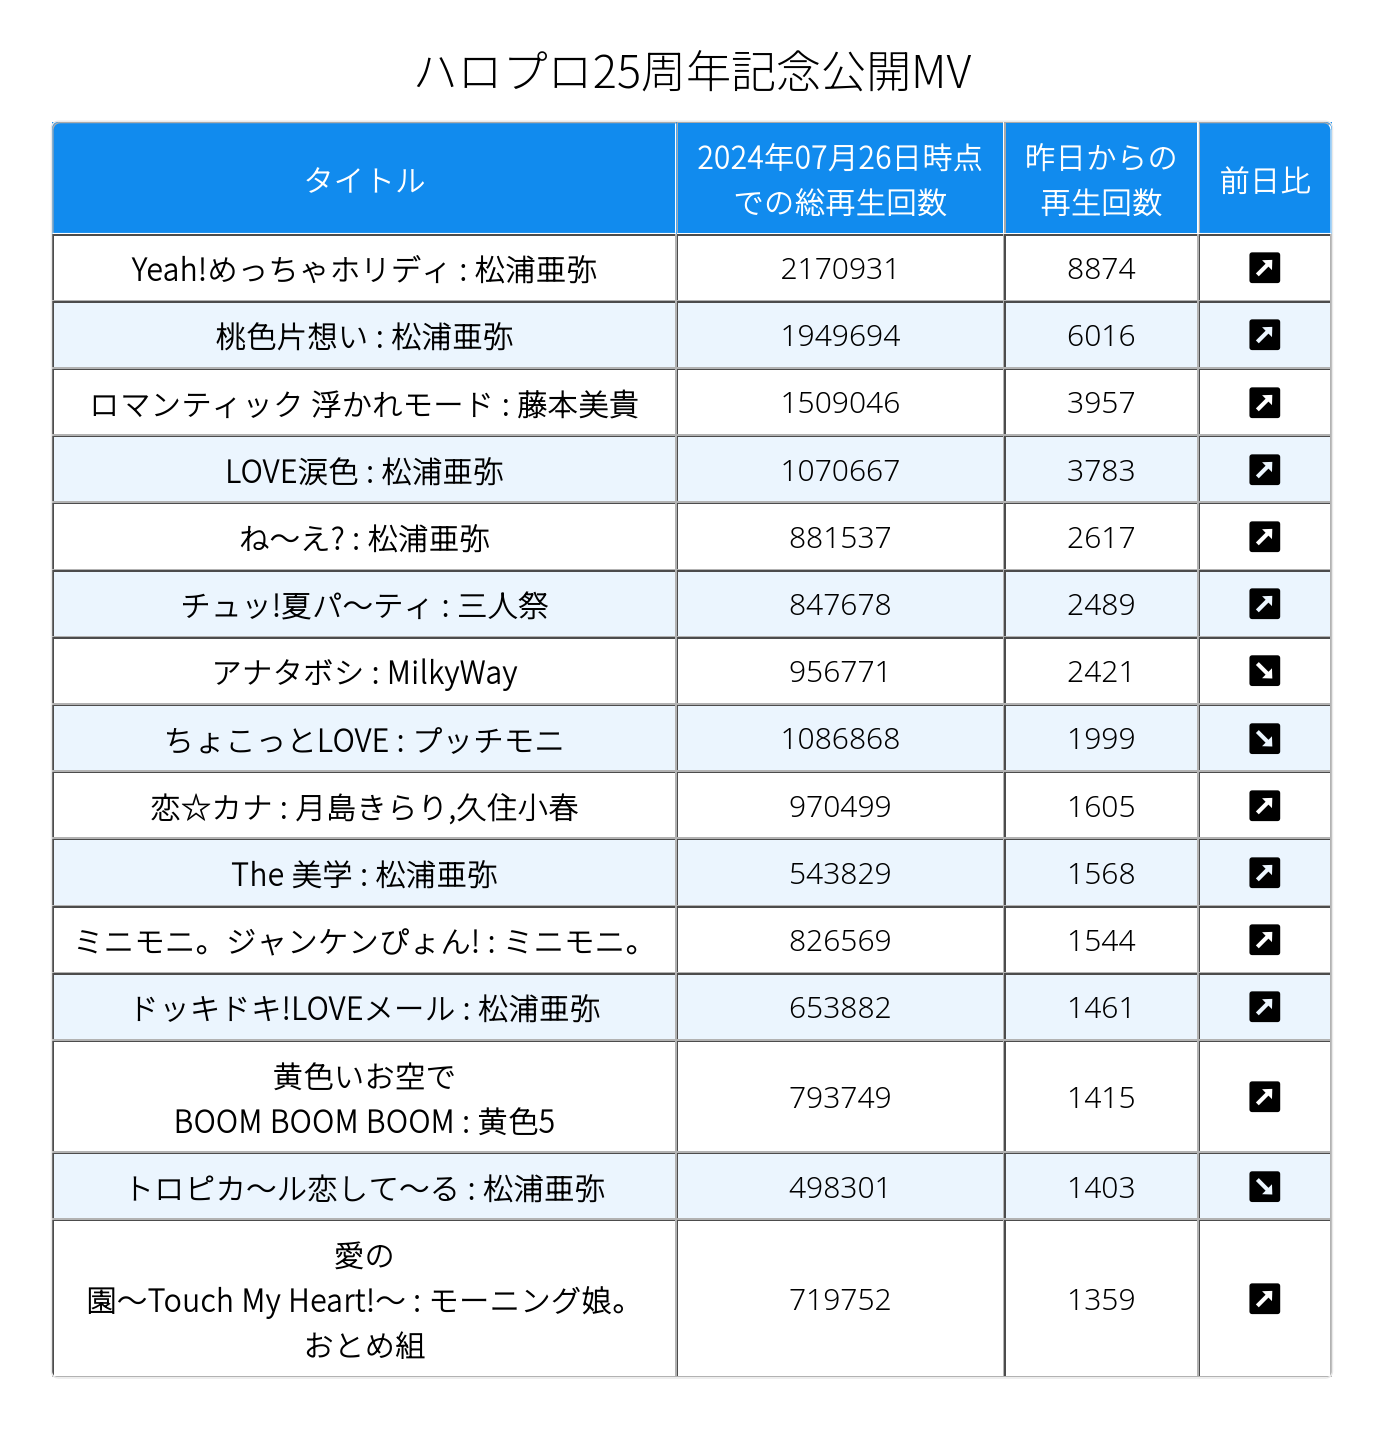 ハロプロ25周年記念公開MV
タイトル
2024年07月26日時点
での総再生回数
昨日からの
再生回数
前日比
Yeah!めっちゃホリディ : 松浦亜弥 2170931 8874 ↗
桃色片想い : 松浦亜弥 1949694 6016 ↗
ロマンティック 浮かれモード : 藤本美貴 1509046 3957 ↗
LOVE涙色 : 松浦亜弥 1070667 3783 ↗
ね〜え? : 松浦亜弥 881537 2617 ↗
チュッ!夏パ〜ティ : 三人祭 847678 2489 ↗
アナタボシ : MilkyWay 956771 2421 ↘
ちょこっとLOVE : プッチモニ 1086868 1999 ↘
恋☆カナ : 月島きらり,久住小春 970499 1605 ↗
The 美学 : 松浦亜弥 543829 1568 ↗
ミニモニ。ジャンケンぴょん! : ミニモニ。 826569 1544 ↗
ドッキドキ!LOVEメール : 松浦亜弥 653882 1461 ↗
黄色いお空で
BOOM BOOM BOOM : 黄色5 793749 1415 ↗
トロピカ〜ル恋して〜る : 松浦亜弥 498301 1403 ↘
愛の
園〜Touch My Heart!〜 : モーニング娘。
おとめ組 719752 1359 ↗